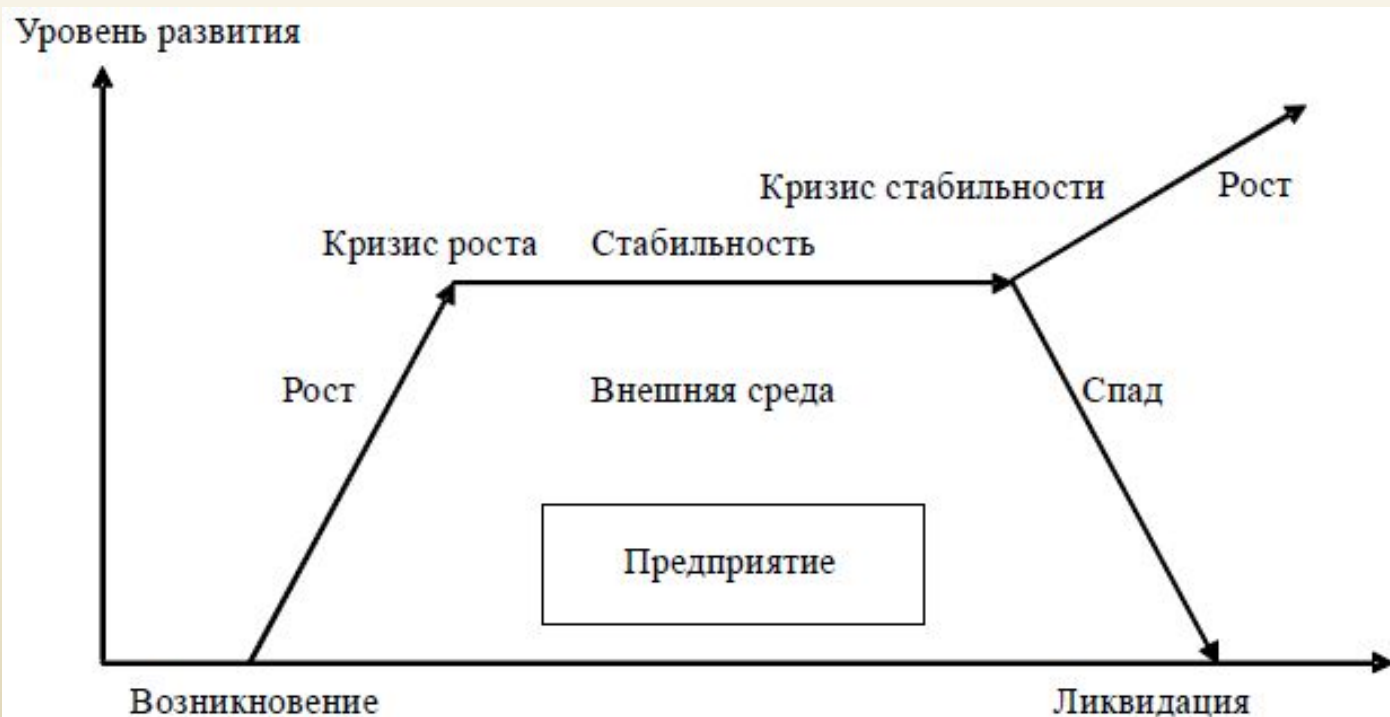 Уровень развития
Кризис стабильности Рост
Кризис роста Стабильность
Рост Внешняя среда Спад
Предприятие
Возникновение Ликвидация